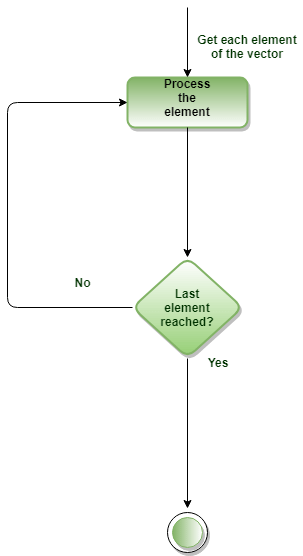 Get each element
of the vector
Process
the
element
No
Last
element
reached?
Yes